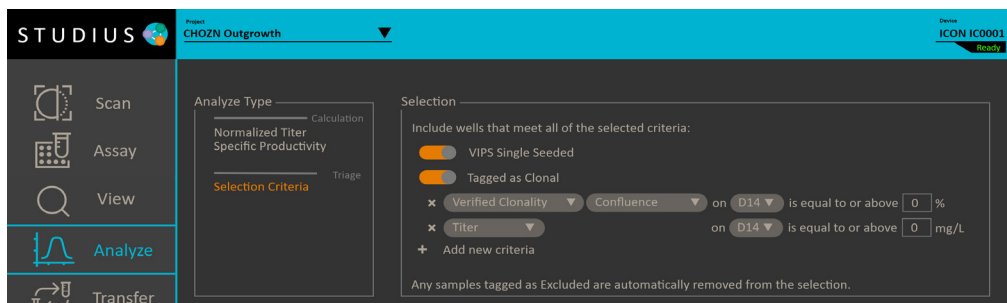 STUDIUS
Project
CHOZN Outgrowth
Device
ICON IC0001
Ready
Scan
Assay
View
Analyze
Transfer
Analyze Type
Calculation
Normalized Titer
Specific Productivity
Triage
Selection Criteria
Selection
Include wells that meet all of the selected criteria:
VIPS Single Seeded
Tagged as Clonal
× Verified Clonality ▼ Confluence ▼ on D14 ▼ is equal to or above 0 %
× Titer ▼ on D14 ▼ is equal to or above 0 mg/L
+ Add new criteria
Any samples tagged as Excluded are automatically removed from the selection.